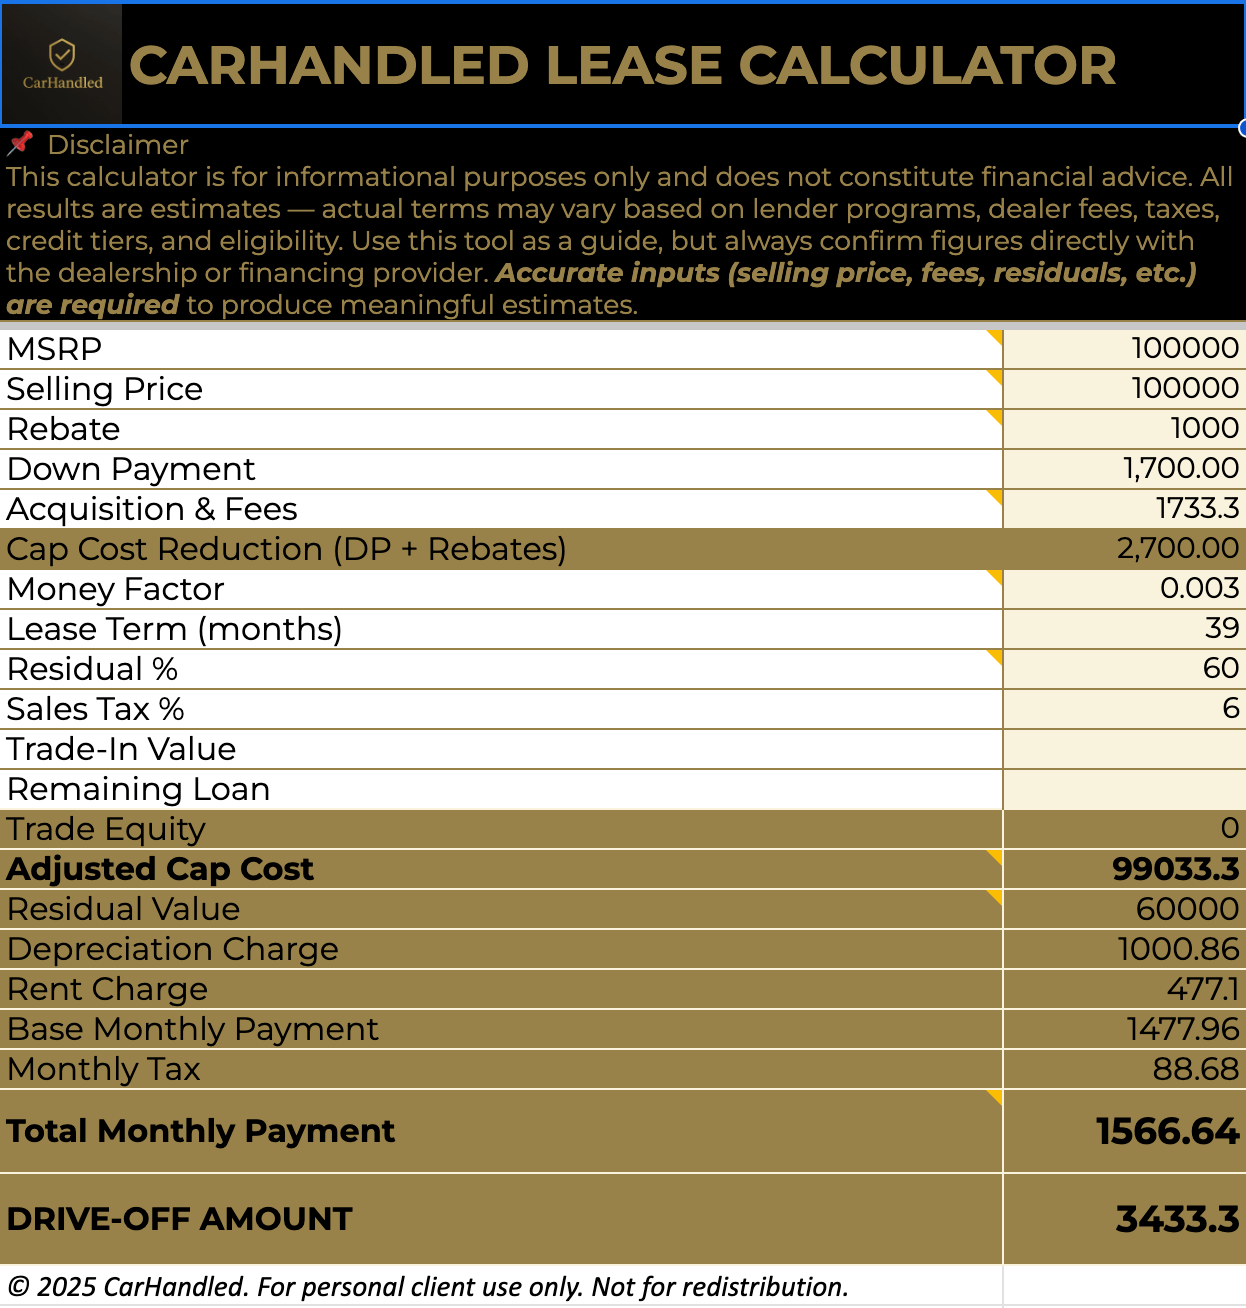 CarHandled
CARHANDLED LEASE CALCULATOR
📌 Disclaimer
This calculator is for informational purposes only and does not constitute financial advice. All
results are estimates — actual terms may vary based on lender programs, dealer fees, taxes,
credit tiers, and eligibility. Use this tool as a guide, but always confirm figures directly with
the dealership or financing provider. Accurate inputs (selling price, fees, residuals, etc.)
are required to produce meaningful estimates.
MSRP 100000
Selling Price 100000
Rebate 1000
Down Payment 1,700.00
Acquisition & Fees 1733.3
Cap Cost Reduction (DP + Rebates) 2,700.00
Money Factor 0.003
Lease Term (months) 39
Residual % 60
Sales Tax % 6
Trade-In Value
Remaining Loan
Trade Equity 0
Adjusted Cap Cost 99033.3
Residual Value 60000
Depreciation Charge 1000.86
Rent Charge 477.1
Base Monthly Payment 1477.96
Monthly Tax 88.68
Total Monthly Payment 1566.64
DRIVE-OFF AMOUNT 3433.3
© 2025 CarHandled. For personal client use only. Not for redistribution.